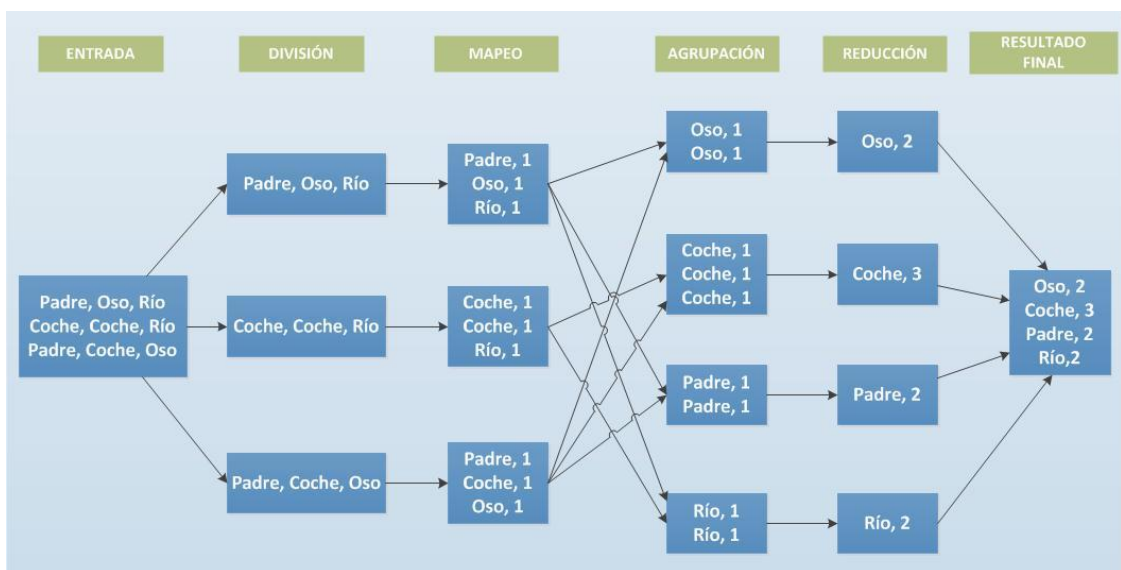 ENTRADA
DIVISIÓN
MAPEO
AGRUPACIÓN
REDUCCIÓN
RESULTADO
FINAL
Padre, Oso, Río
Coche, Coche, Río
Padre, Coche, Oso
Padre, Oso, Río
Coche, Coche, Río
Padre, Coche, Oso
Padre, 1
Oso, 1
Río, 1
Coche, 1
Coche, 1
Río, 1
Padre, 1
Coche, 1
Oso, 1
Oso, 1
Oso, 1
Coche, 1
Coche, 1
Coche, 1
Padre, 1
Padre, 1
Río, 1
Río, 1
Oso, 2
Coche, 3
Padre, 2
Río, 2
Oso, 2
Coche, 3
Padre, 2
Río,2